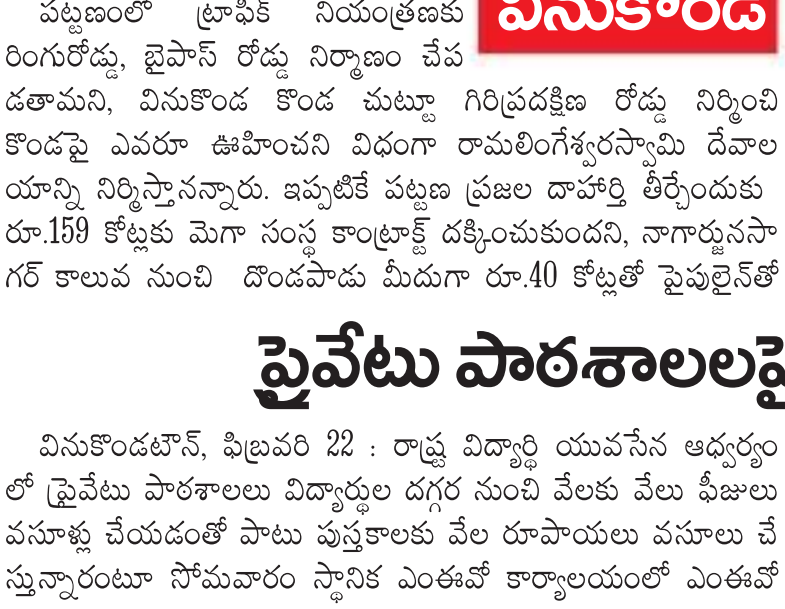 పట్టణంలో ట్రాఫిక్ నియంత్రణకు
వినుకొండ
రింగురోడ్డు, బైపాస్ రోడ్డు నిర్మాణం చేప
డతామని, వినుకొండ కొండ చుట్టూ గిరిప్రదక్షిణ రోడ్డు నిర్మించి
కొండపై ఎవరూ ఊహించని విధంగా రామలింగేశ్వరస్వామి దేవాల
యాన్ని నిర్మిస్తానన్నారు. ఇప్పటికే పట్టణ ప్రజల దాహార్తి తీర్చేందుకు
రూ.159 కోట్లకు మెగా సంస్థ కాంట్రాక్ట్ దక్కించుకుందని, నాగార్జునసా
గర్ కాలువ నుంచి దొండపాడు మీదుగా రూ.40 కోట్లతో పైపులైన్‌తో
ప్రైవేటు పాఠశాలలపై
వినుకొండటౌన్, ఫిబ్రవరి 22 : రాష్ట్ర విద్యార్థి యువసేన ఆధ్వర్యం
లో ప్రైవేటు పాఠశాలలు విద్యార్థుల దగ్గర నుంచి వేలకు వేలు ఫీజులు
వసూళ్లు చేయడంతో పాటు పుస్తకాలకు వేల రూపాయలు వసూలు చే
స్తున్నారంటూ సోమవారం స్థానిక ఎంఈవో కార్యాలయంలో ఎంఈవో